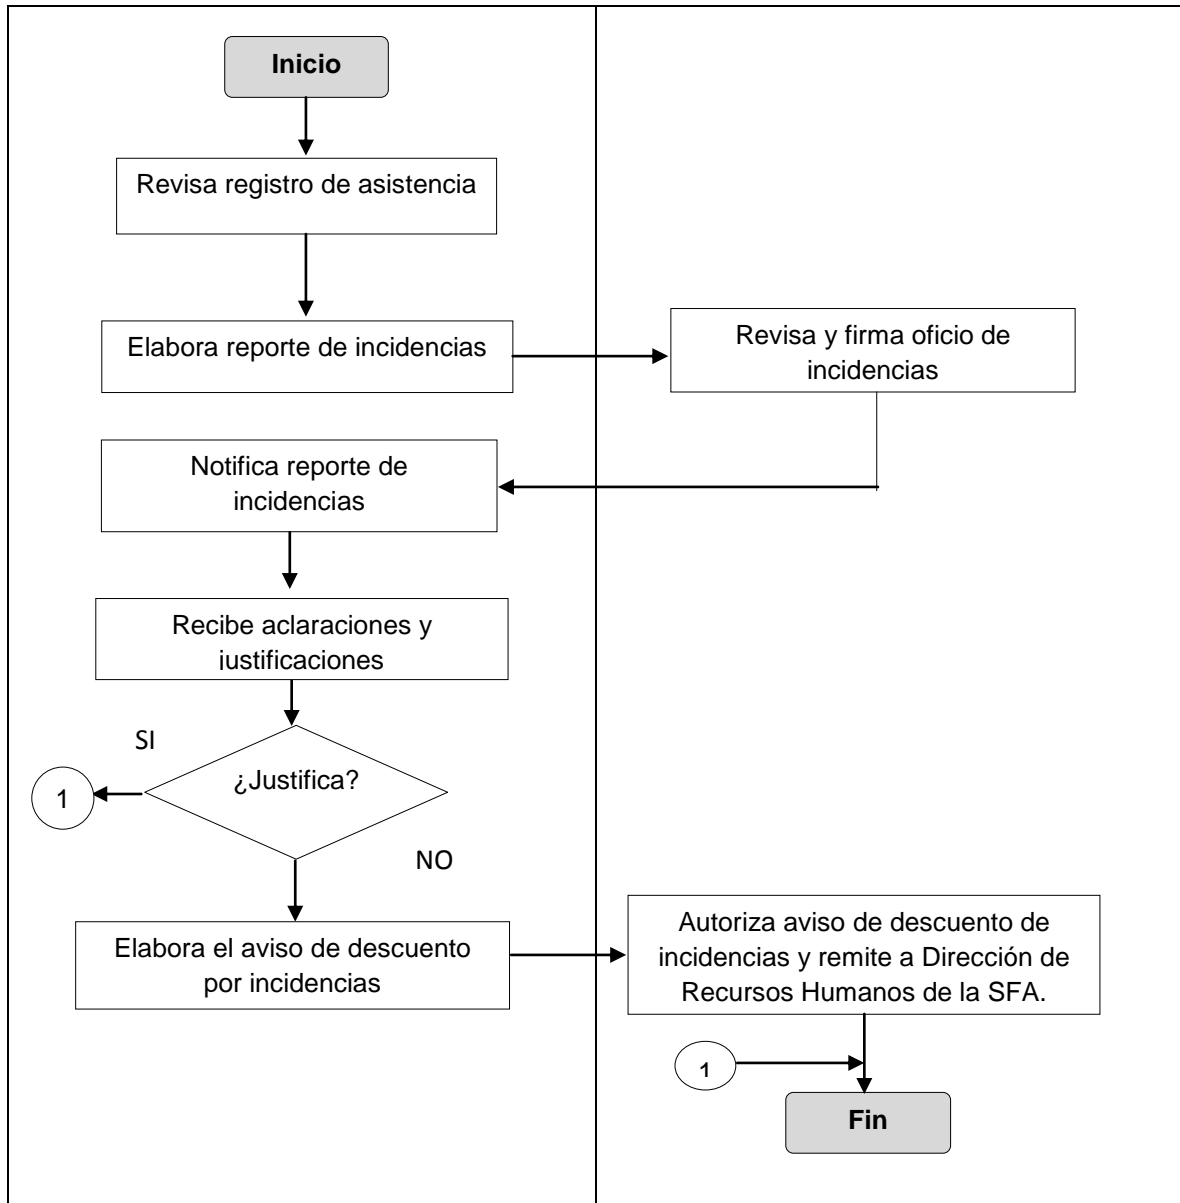 Inicio
Revisa registro de asistencia
Elabora reporte de incidencias
Revisa y firma oficio de
incidencias
Notifica reporte de
incidencias
Recibe aclaraciones y
justificaciones
SI
¿Justifica?
1
NO
Elabora el aviso de descuento
por incidencias
Autoriza aviso de descuento de
incidencias y remite a Dirección de
Recursos Humanos de la SFA.
1
Fin